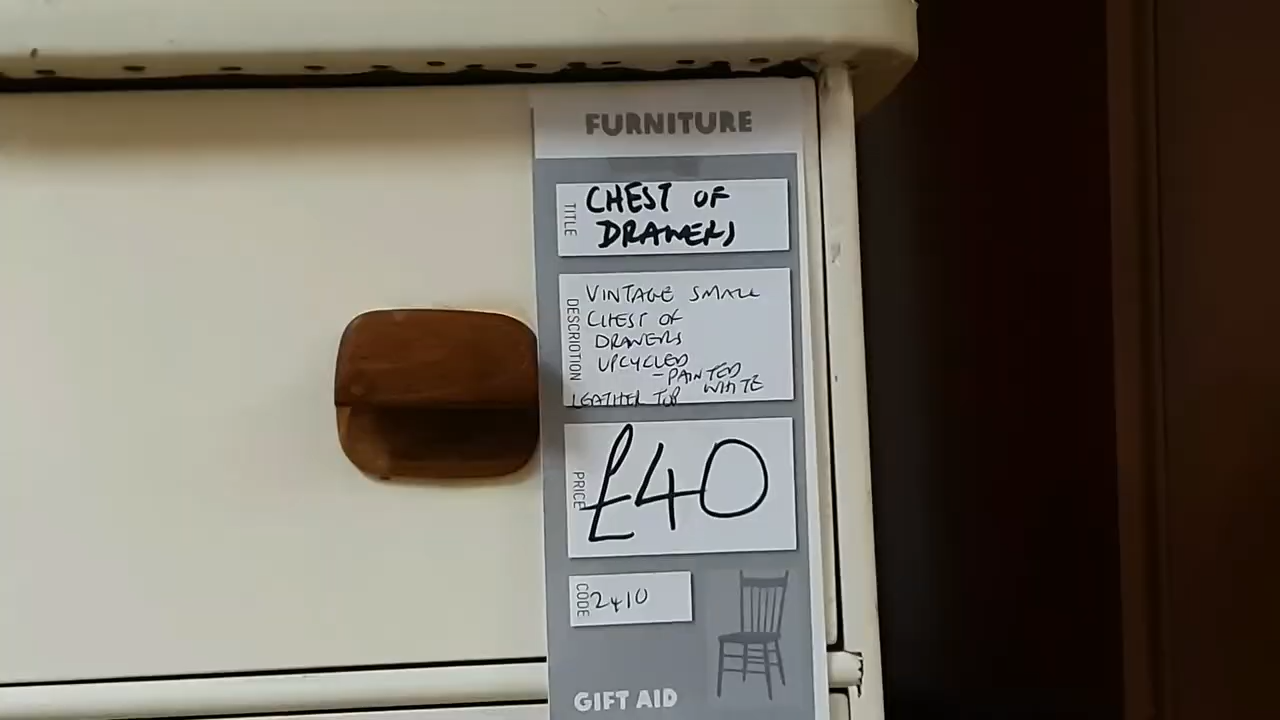 FURNITURE
TITLE
CHEST OF
DRAWERS
DESCRIOTION
VINTAGE SMALL
CHEST OF
DRAWERS
UPCYCLED
-PAINTED
WHITE
LEATHER TOP
PRICE
£40
CODE
2410
GIFT AID